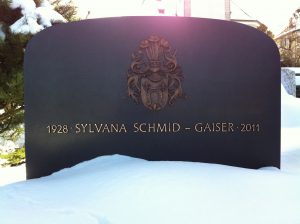 1928 · SYLVANA SCHMID – GAISER · 2011